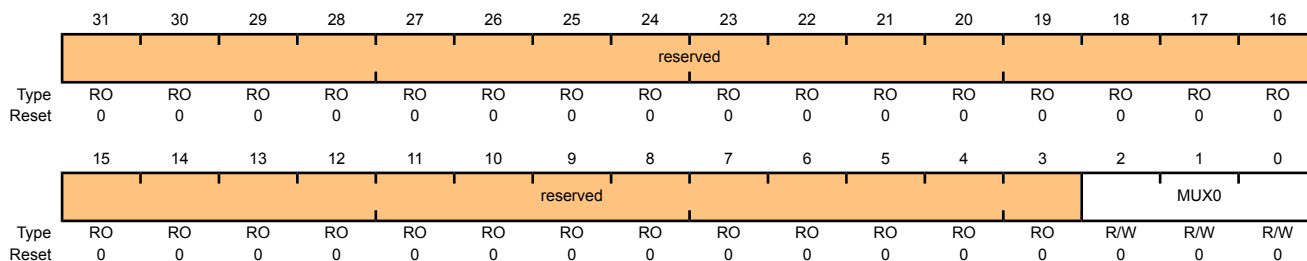 31 30 29 28 27 26 25 24 23 22 21 20 19 18 17 16
reserved
Type RO RO RO RO RO RO RO RO RO RO RO RO RO RO RO RO
Reset 0 0 0 0 0 0 0 0 0 0 0 0 0 0 0 0
15 14 13 12 11 10 9 8 7 6 5 4 3 2 1 0
reserved MUX0
Type RO RO RO RO RO RO RO RO RO RO RO RO RO R/W R/W R/W
Reset 0 0 0 0 0 0 0 0 0 0 0 0 0 0 0 0